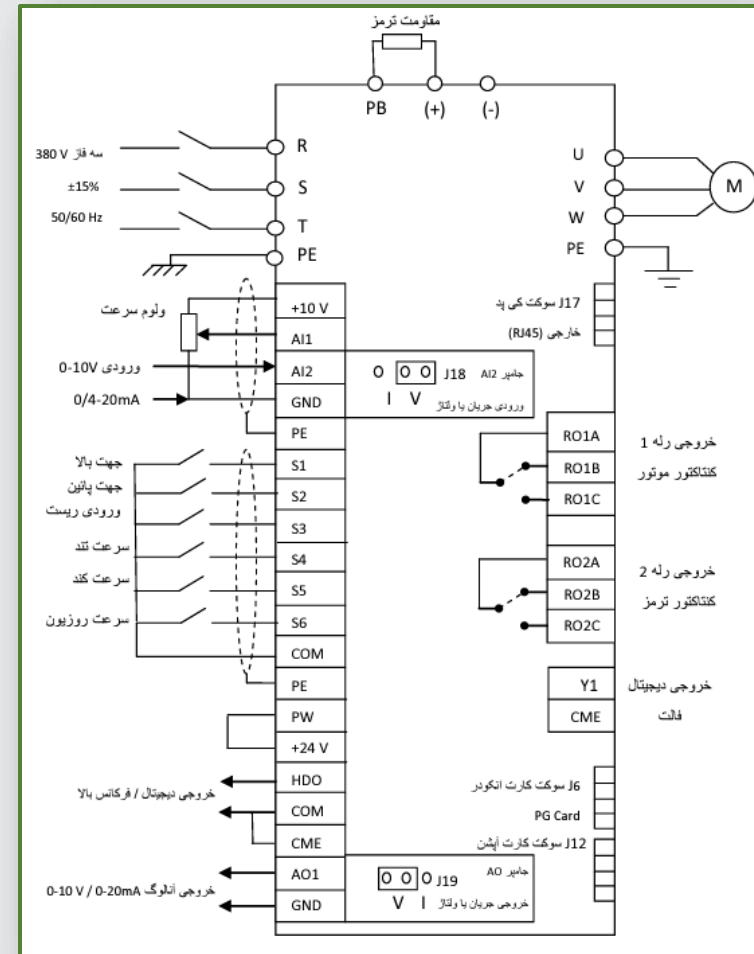 مقاومت ترمز
PB (+) (-)
سه فاز 380 V
±15%
50/60 Hz
R
S
T
PE
U
V
W
PE
M
ولوم سرعت
ورودی 0-10V
0/4-20mA
+10 V
AI1
AI2
GND
PE
جامپر AI2 J18
I V
ورودی جریان یا ولتاژ
J17 سوکت کی پد
خارجی (RJ45)
جهت بالا
جهت پائین
ورودی ریست
سرعت تند
سرعت کند
سرعت روزیون
S1
S2
S3
S4
S5
S6
COM
PE
PW
+24 V
HDO
COM
CME
AO1
GND
RO1A
RO1B
RO1C
خروجی رله 1
کنتاکتور موتور
RO2A
RO2B
RO2C
خروجی رله 2
کنتاکتور ترمز
Y1
CME
خروجی دیجیتال
فالت
خروجی دیجیتال / فرکانس بالا
خروجی آنالوگ 0-10 V / 0-20mA
J6 سوکت کارت انکودر
PG Card
J12 سوکت کارت آپشن
جامپر AO J19
V I
خروجی جریان یا ولتاژ